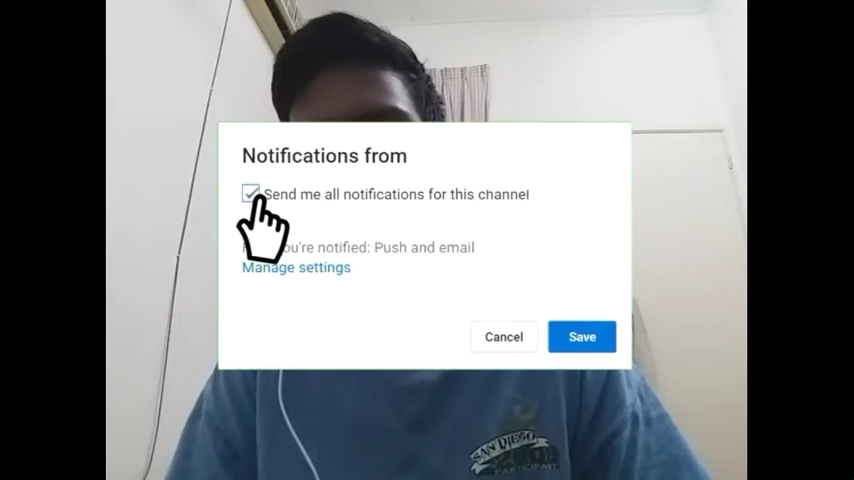 Notifications from
Send me all notifications for this channel
you're notified: Push and email
Manage settings
Cancel
Save
SAN DIEGO
PARTICIPANT